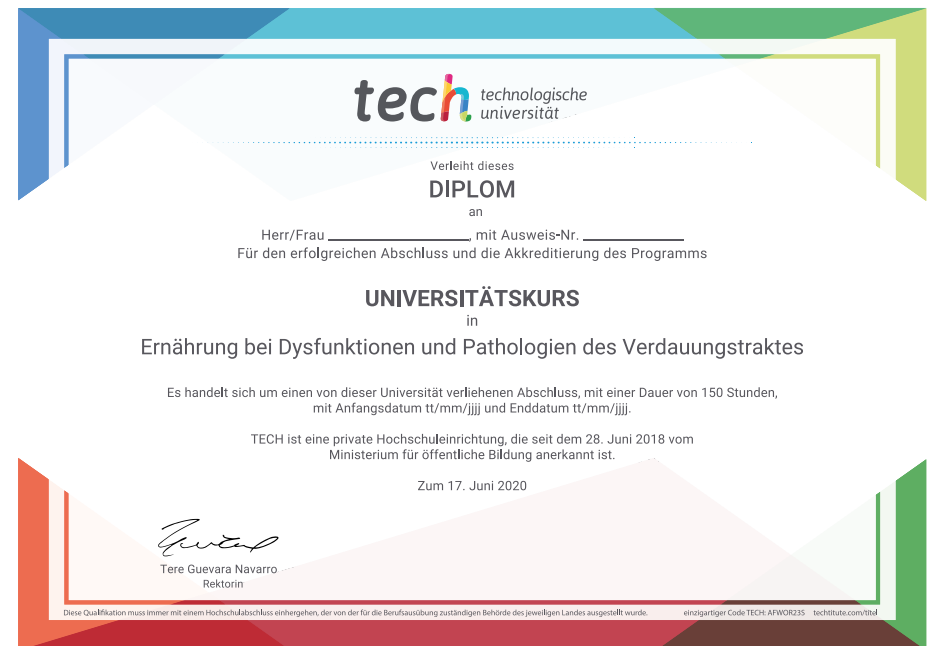 tech technologische
universität
Verleiht dieses
DIPLOM
an
Herr/Frau ____________________, mit Ausweis-Nr. ______________
Für den erfolgreichen Abschluss und die Akkreditierung des Programms
UNIVERSITÄTSKURS
in
Ernährung bei Dysfunktionen und Pathologien des Verdauungstraktes
Es handelt sich um einen von dieser Universität verliehenen Abschluss, mit einer Dauer von 150 Stunden,
mit Anfangsdatum tt/mm/jjjj und Enddatum tt/mm/jjjj.
TECH ist eine private Hochschuleinrichtung, die seit dem 28. Juni 2018 vom
Ministerium für öffentliche Bildung anerkannt ist.
Zum 17. Juni 2020
Tere Guevara Navarro
Rektorin
Diese Qualifikation muss immer mit einem Hochschulabschluss einhergehen, der von der für die Berufsausübung zuständigen Behörde des jeweiligen Landes ausgestellt wurde. einzigartiger Code TECH: AFWOR23S techtitute.com/titel